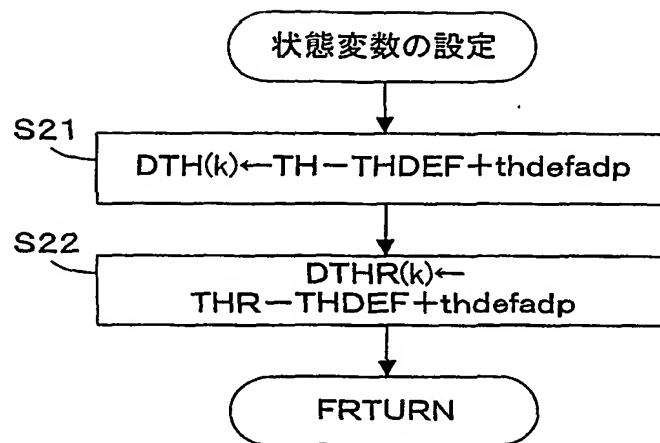 状態変数の設定
S21
DTH(k)←TH−THDEF+thdefadp
S22
DTHR(k)←
THR−THDEF+thdefadp
FRTURN